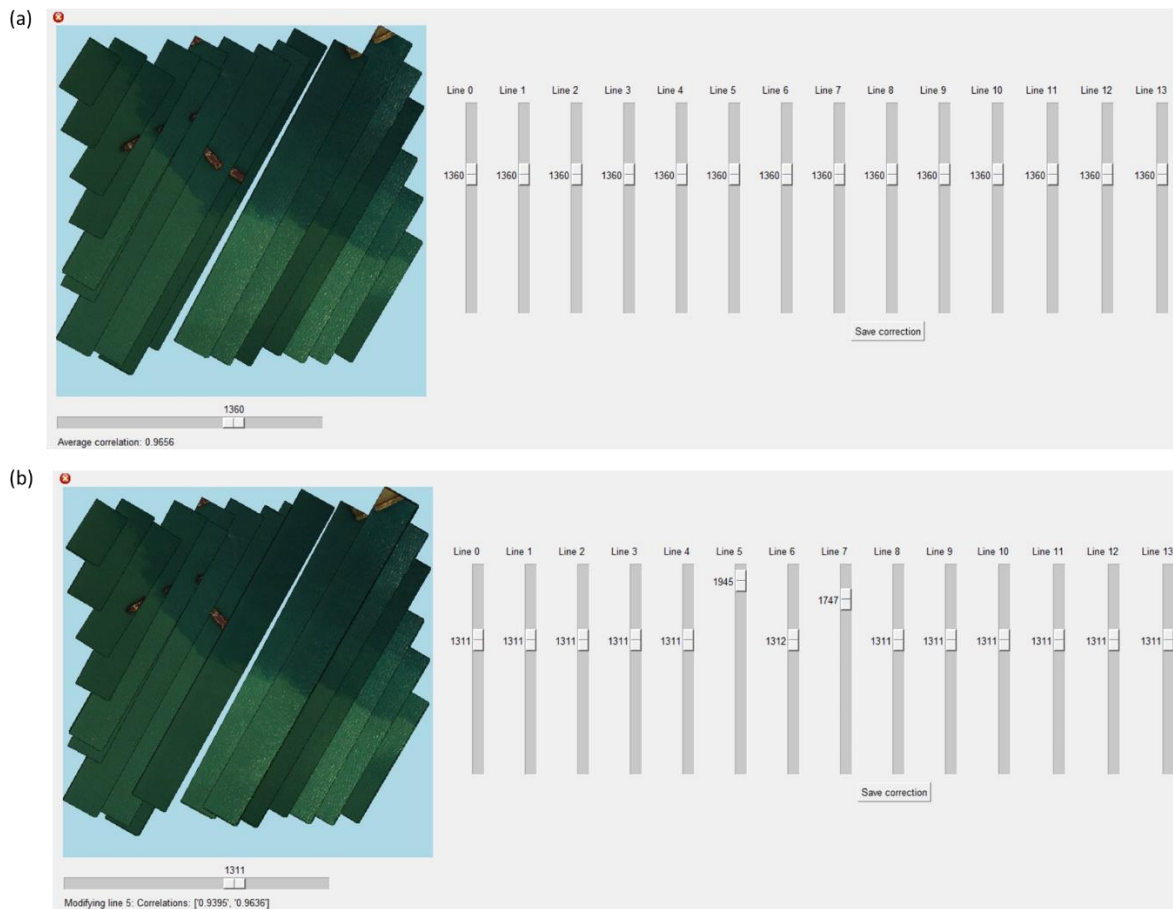 (a)
Line 0 Line 1 Line 2 Line 3 Line 4 Line 5 Line 6 Line 7 Line 8 Line 9 Line 10 Line 11 Line 12 Line 13
1360 1360 1360 1360 1360 1360 1360 1360 1360 1360 1360 1360 1360 1360
Save correction
1360
Average correlation: 0.9656
(b)
Line 0 Line 1 Line 2 Line 3 Line 4 Line 5 Line 6 Line 7 Line 8 Line 9 Line 10 Line 11 Line 12 Line 13
1945
1747
1311 1311 1311 1311 1311 1312 1311 1311 1311 1311 1311 1311
Save correction
1311
Modifying line 5: Correlations: ['0.9395', '0.9636']